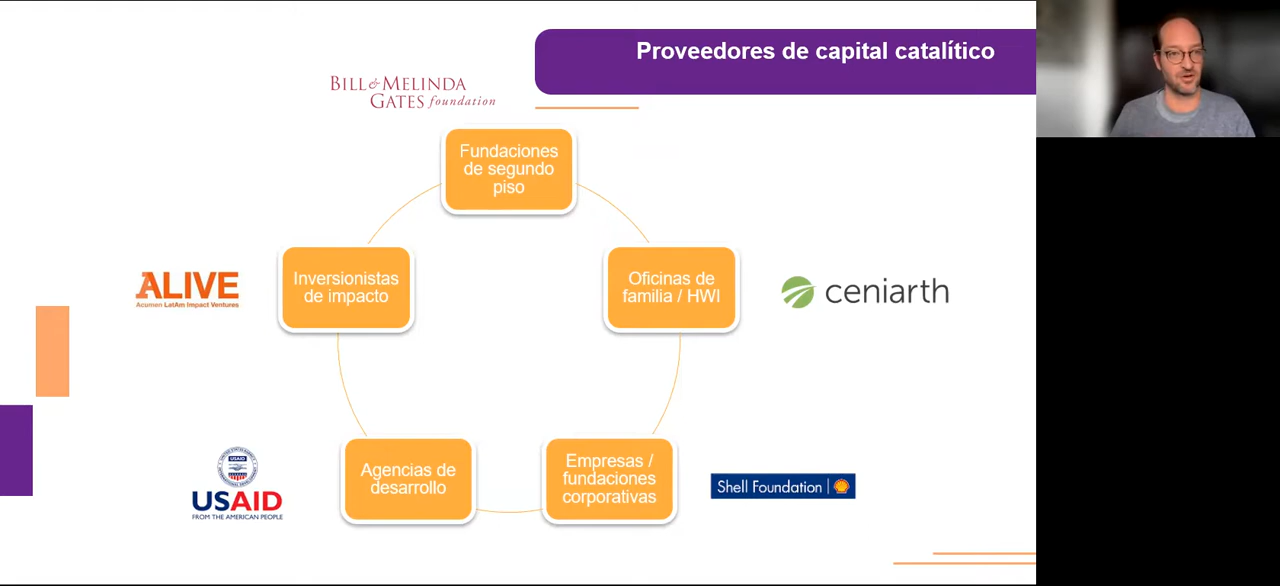 Proveedores de capital catalítico
BILL & MELINDA
GATES foundation
Fundaciones
de segundo
piso
ALIVE
Acumen LatAm Impact Ventures
Inversionistas
de impacto
Oficinas de
familia / HWI
ceniarth
USAID
USAID
FROM THE AMERICAN PEOPLE
Agencias de
desarrollo
Empresas /
fundaciones
corporativas
Shell Foundation